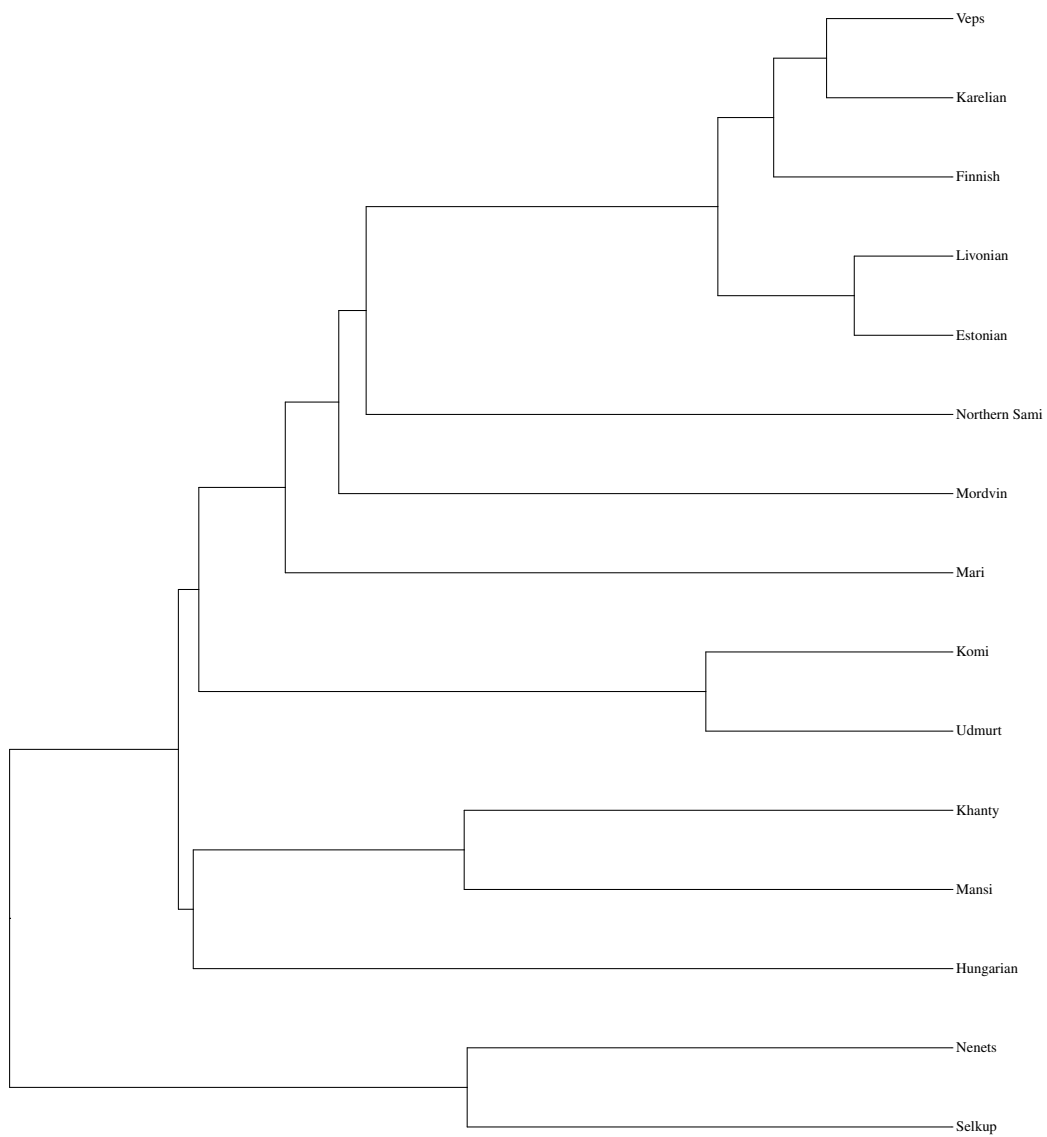 Veps
Karelian
Finnish
Livonian
Estonian
Northern Sami
Mordvin
Mari
Komi
Udmurt
Khanty
Mansi
Hungarian
Nenets
Selkup